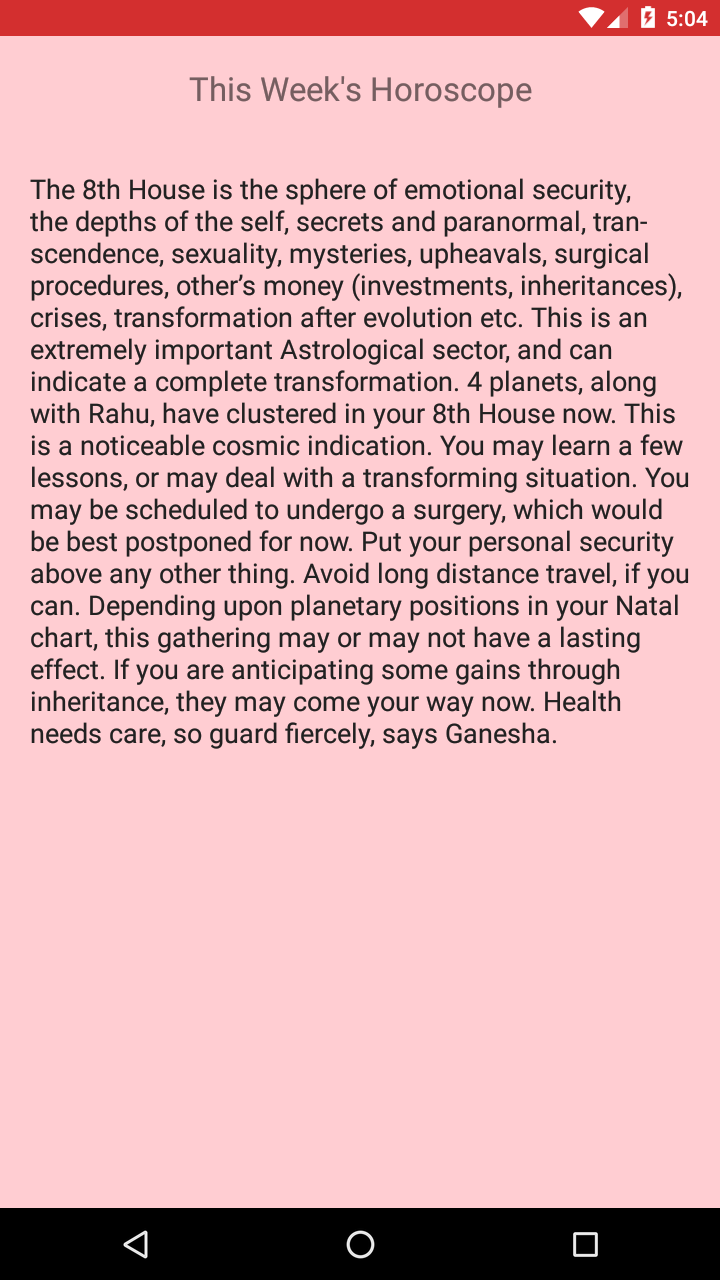 5:04
This Week's Horoscope
The 8th House is the sphere of emotional security,
the depths of the self, secrets and paranormal, tran-
scendence, sexuality, mysteries, upheavals, surgical
procedures, other’s money (investments, inheritances),
crises, transformation after evolution etc. This is an
extremely important Astrological sector, and can
indicate a complete transformation. 4 planets, along
with Rahu, have clustered in your 8th House now. This
is a noticeable cosmic indication. You may learn a few
lessons, or may deal with a transforming situation. You
may be scheduled to undergo a surgery, which would
be best postponed for now. Put your personal security
above any other thing. Avoid long distance travel, if you
can. Depending upon planetary positions in your Natal
chart, this gathering may or may not have a lasting
effect. If you are anticipating some gains through
inheritance, they may come your way now. Health
needs care, so guard fiercely, says Ganesha.